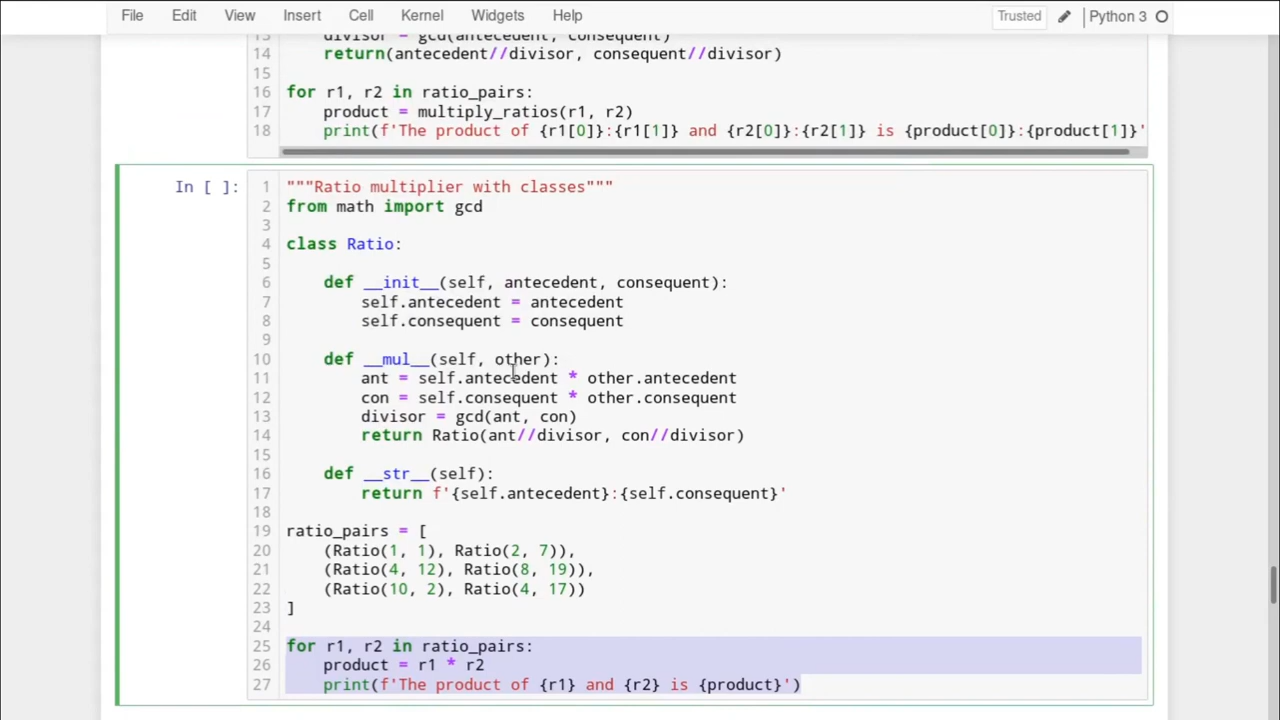 File Edit View Insert Cell Kernel Widgets Help Trusted Python 3
13 divisor = gcd(antecedent, consequent)
14 return(antecedent//divisor, consequent//divisor)
15
16 for r1, r2 in ratio_pairs:
17 product = multiply_ratios(r1, r2)
18 print(f'The product of {r1[0]}:{r1[1]} and {r2[0]}:{r2[1]} is {product[0]}:{product[1]}'
In [ ]:
1 """Ratio multiplier with classes"""
2 from math import gcd
3
4 class Ratio:
5
6 def __init__(self, antecedent, consequent):
7 self.antecedent = antecedent
8 self.consequent = consequent
9
10 def __mul__(self, other):
11 ant = self.antecedent * other.antecedent
12 con = self.consequent * other.consequent
13 divisor = gcd(ant, con)
14 return Ratio(ant//divisor, con//divisor)
15
16 def __str__(self):
17 return f'{self.antecedent}:{self.consequent}'
18
19 ratio_pairs = [
20 (Ratio(1, 1), Ratio(2, 7)),
21 (Ratio(4, 12), Ratio(8, 19)),
22 (Ratio(10, 2), Ratio(4, 17))
23 ]
24
25 for r1, r2 in ratio_pairs:
26 product = r1 * r2
27 print(f'The product of {r1} and {r2} is {product}')